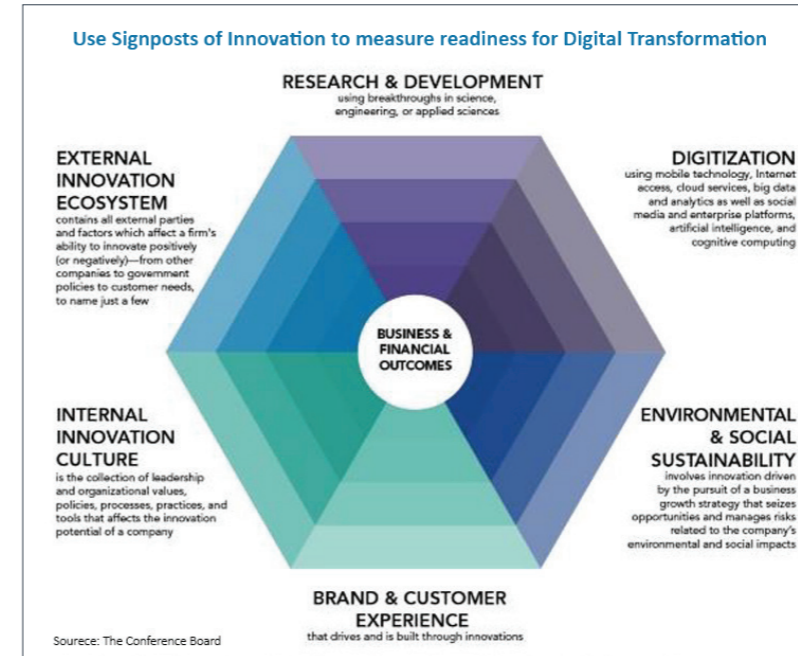 Use Signposts of Innovation to measure readiness for Digital Transformation
RESEARCH & DEVELOPMENT
using breakthroughs in science,
engineering, or applied sciences
EXTERNAL
INNOVATION
ECOSYSTEM
contains all external parties
and factors which affect a firm's
ability to innovate positively
(or negatively)—from other
companies to government
policies to customer needs,
to name just a few
DIGITIZATION
using mobile technology, Internet
access, cloud services, big data
and analytics as well as social
media and enterprise platforms,
artificial intelligence, and
cognitive computing
BUSINESS &
FINANCIAL
OUTCOMES
INTERNAL
INNOVATION
CULTURE
is the collection of leadership
and organizational values,
policies, processes, practices, and
tools that affects the innovation
potential of a company
ENVIRONMENTAL
& SOCIAL
SUSTAINABILITY
involves innovation driven
by the pursuit of a business
growth strategy that seizes
opportunities and manages risks
related to the company's
environmental and social impacts
BRAND & CUSTOMER
EXPERIENCE
that drives and is built through innovations
Sourece: The Conference Board